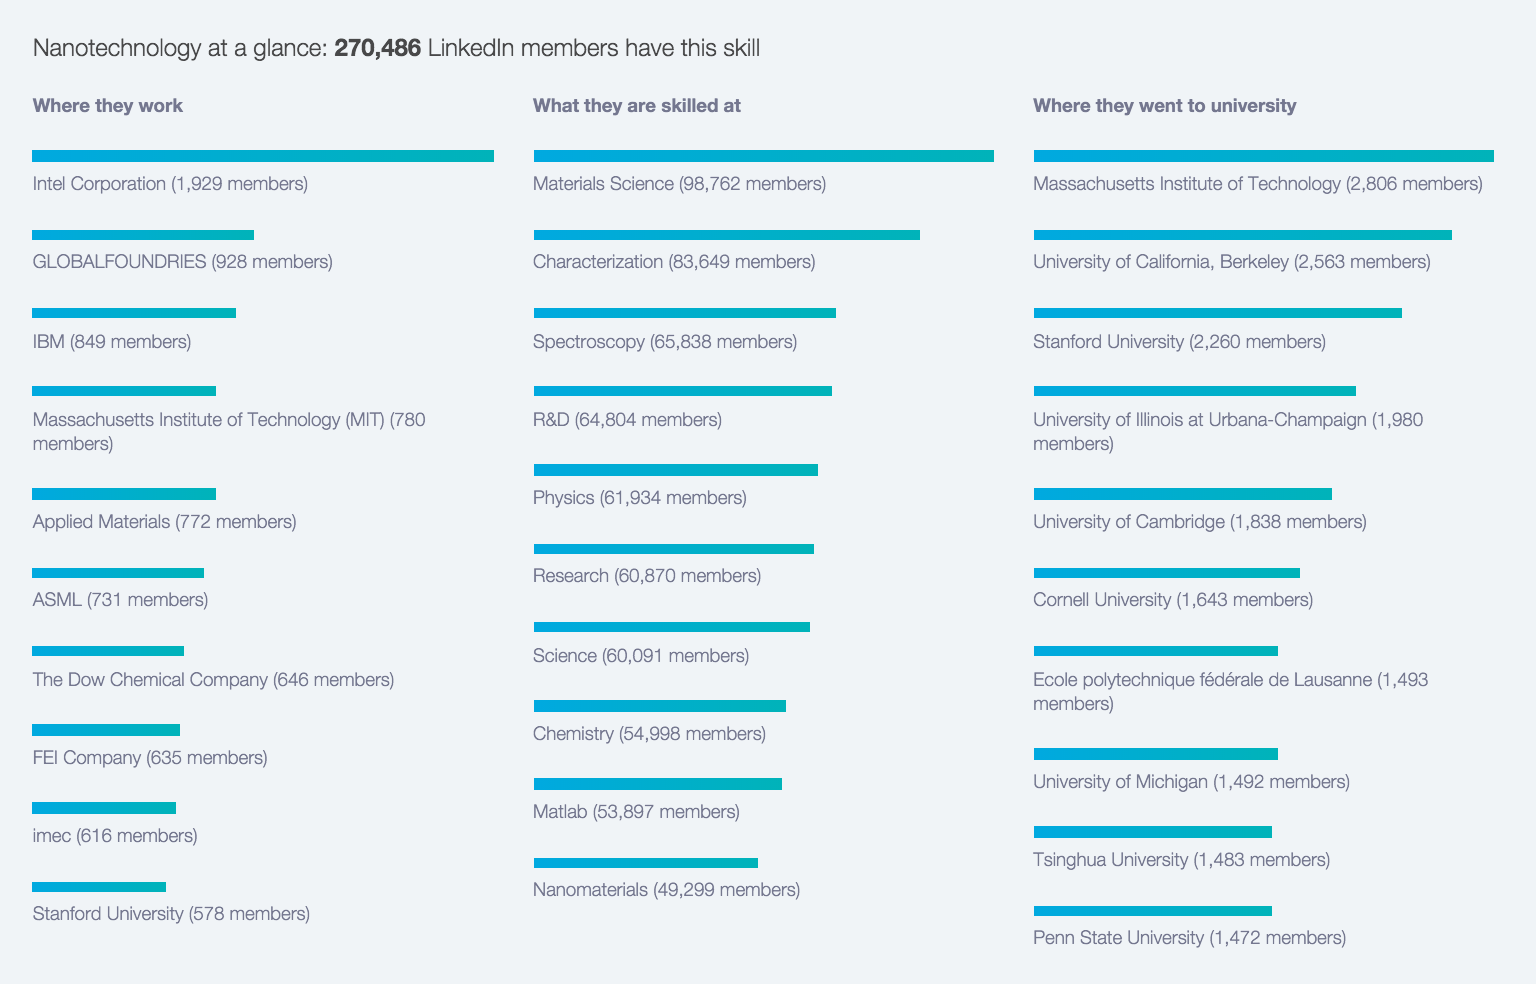 Nanotechnology at a glance: 270,486 LinkedIn members have this skill
Where they work
Intel Corporation (1,929 members)
GLOBALFOUNDRIES (928 members)
IBM (849 members)
Massachusetts Institute of Technology (MIT) (780
members)
Applied Materials (772 members)
ASML (731 members)
The Dow Chemical Company (646 members)
FEI Company (635 members)
imec (616 members)
Stanford University (578 members)
What they are skilled at
Materials Science (98,762 members)
Characterization (83,649 members)
Spectroscopy (65,838 members)
R&D (64,804 members)
Physics (61,934 members)
Research (60,870 members)
Science (60,091 members)
Chemistry (54,998 members)
Matlab (53,897 members)
Nanomaterials (49,299 members)
Where they went to university
Massachusetts Institute of Technology (2,806 members)
University of California, Berkeley (2,563 members)
Stanford University (2,260 members)
University of Illinois at Urbana-Champaign (1,980
members)
University of Cambridge (1,838 members)
Cornell University (1,643 members)
Ecole polytechnique fédérale de Lausanne (1,493
members)
University of Michigan (1,492 members)
Tsinghua University (1,483 members)
Penn State University (1,472 members)